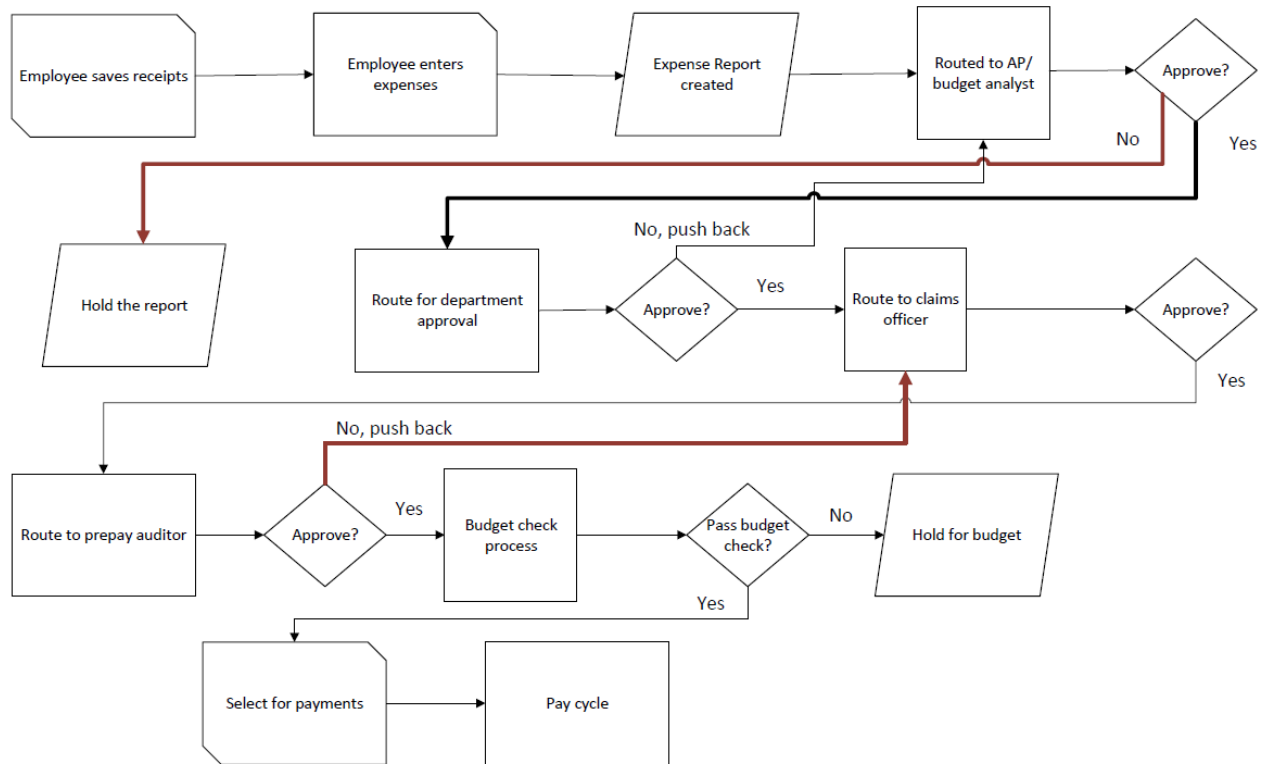 Employee saves receipts
Employee enters
expenses
Expense Report
created
Routed to AP/
budget analyst
Approve?
No
Yes
Hold the report
Route for department
approval
No, push back
Approve?
Yes
Route to claims
officer
Approve?
Yes
No, push back
Route to prepay auditor
Approve?
Yes
Budget check
process
Pass budget
check?
No
Hold for budget
Yes
Select for payments
Pay cycle